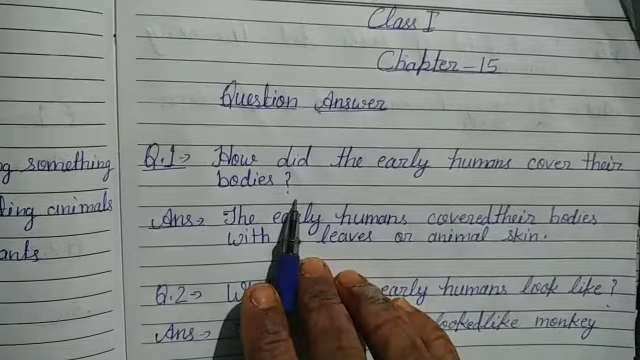 Class I
Chapter-15
Question Answer
ng something
ting animals
ants
Q.1→ How did the early humans cover their
bodies?
Ans→ The early humans covered their bodies
with leaves or animal skin.
Q.2→ early humans look like?
Ans→ looked like monkey